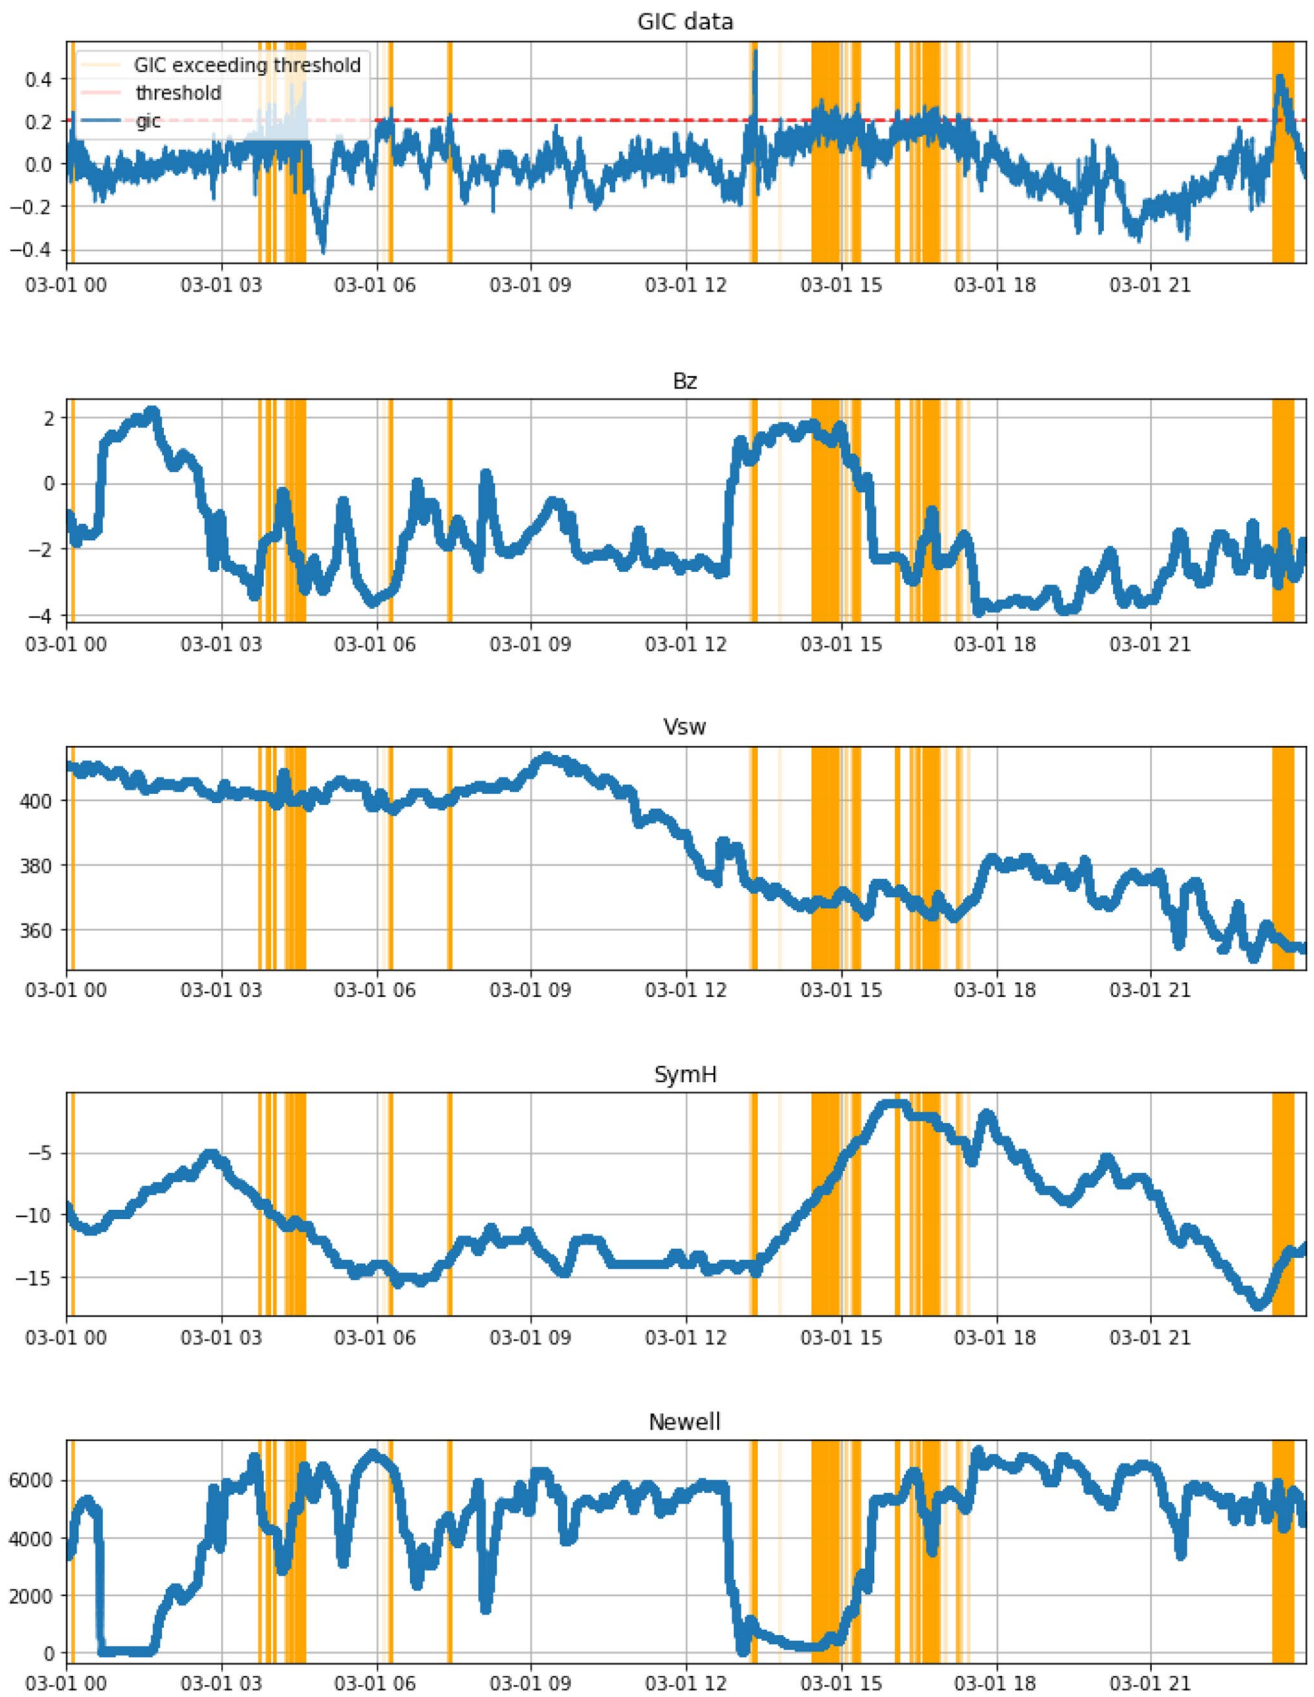 GIC data
GIC exceeding threshold
threshold
gic
0.4
0.2
0.0
−0.2
−0.4
03-01 00 03-01 03 03-01 06 03-01 09 03-01 12 03-01 15 03-01 18 03-01 21
Bz
2
0
−2
−4
03-01 00 03-01 03 03-01 06 03-01 09 03-01 12 03-01 15 03-01 18 03-01 21
Vsw
400
380
360
03-01 00 03-01 03 03-01 06 03-01 09 03-01 12 03-01 15 03-01 18 03-01 21
SymH
−5
−10
−15
03-01 00 03-01 03 03-01 06 03-01 09 03-01 12 03-01 15 03-01 18 03-01 21
Newell
6000
4000
2000
0
03-01 00 03-01 03 03-01 06 03-01 09 03-01 12 03-01 15 03-01 18 03-01 21